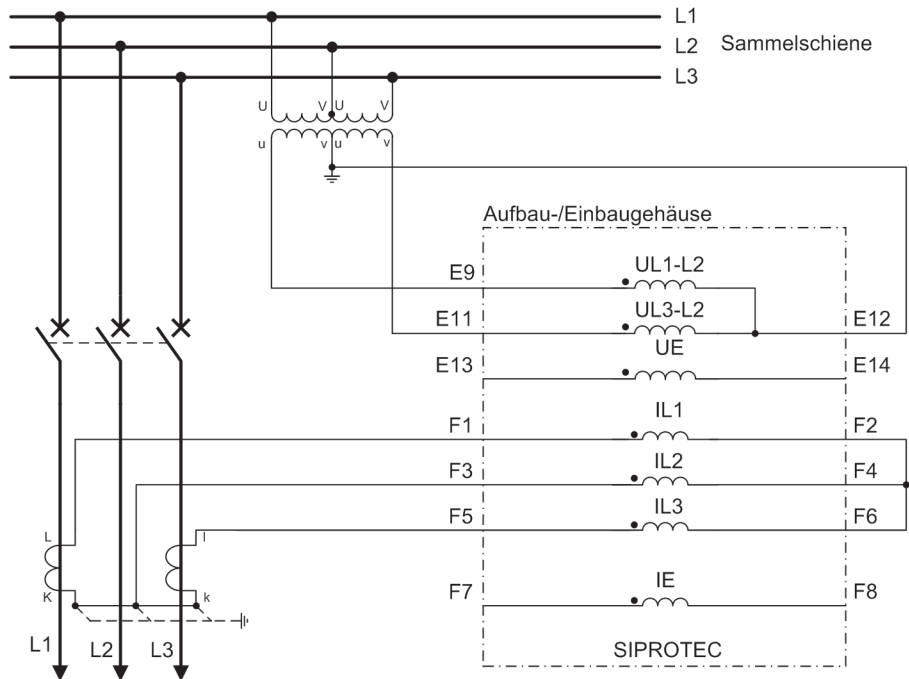 L1
L2 Sammelschiene
L3
U V U V
u v u v
Aufbau-/Einbaugehäuse
E9 UL1-L2
E11 UL3-L2 E12
E13 UE E14
F1 IL1 F2
F3 IL2 F4
F5 IL3 F6
L l
K k
F7 IE F8
L1 L2 L3
SIPROTEC